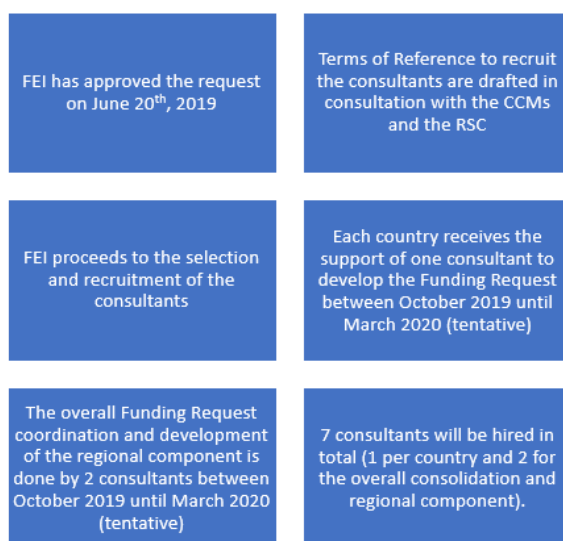 FEI has approved the request
on June 20th, 2019
Terms of Reference to recruit
the consultants are drafted in
consultation with the CCMs
and the RSC
FEI proceeds to the selection
and recruitment of the
consultants
Each country receives the
support of one consultant to
develop the Funding Request
between October 2019 until
March 2020 (tentative)
The overall Funding Request
coordination and development
of the regional component is
done by 2 consultants between
October 2019 until March 2020
(tentative)
7 consultants will be hired in
total (1 per country and 2 for
the overall consolidation and
regional component).